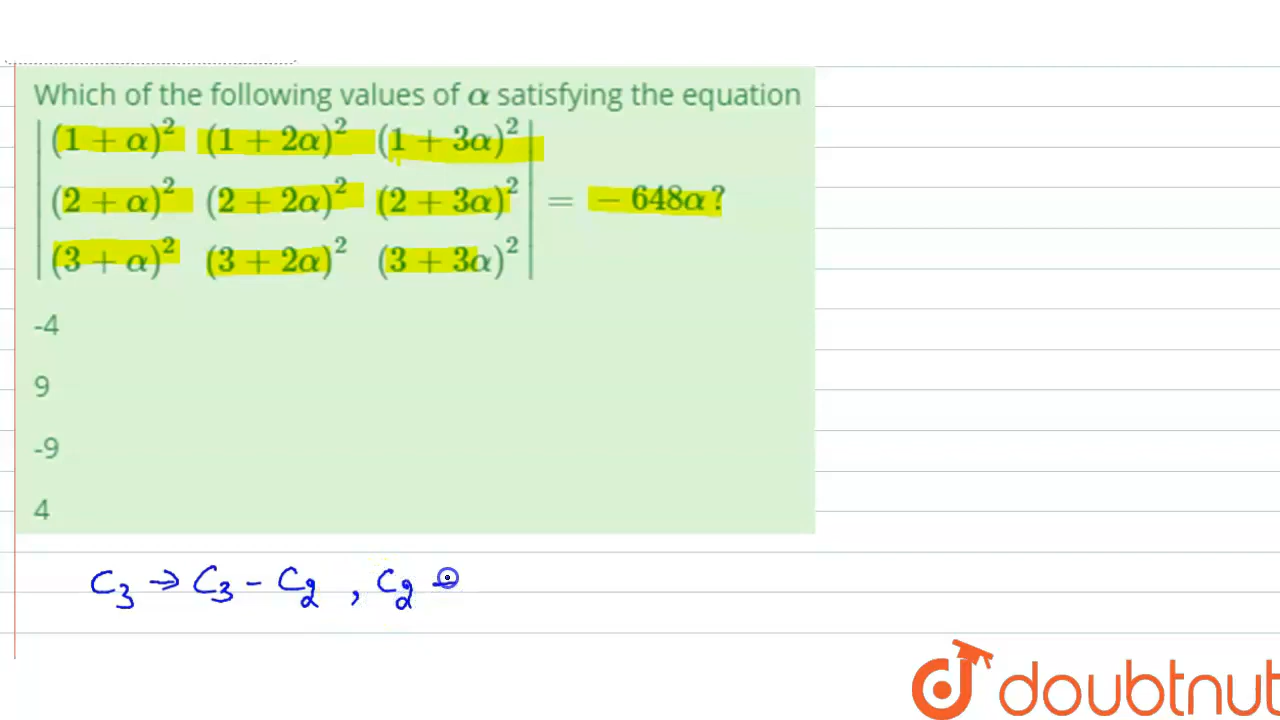 Which of the following values of α satisfying the equation
| (1 + α)² (1 + 2α)² (1 + 3α)² |
| (2 + α)² (2 + 2α)² (2 + 3α)² | = − 648α?
| (3 + α)² (3 + 2α)² (3 + 3α)² |
-4
9
-9
4
C₃ → C₃ − C₂ , C₂
doubtnut